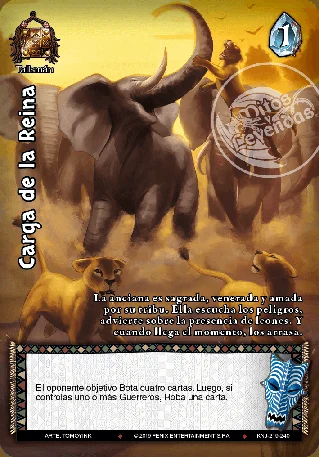 Talismán
1
Carga de la Reina
Mitos y
Leyendas
La anciana es sagrada, venerada y amada
por su tribu. Ella escucha los peligros,
advierte sobre la presencia de leones. Y
cuando llega el momento, los arrasa.
El oponente objetivo Bota cuatro cartas. Luego, si
controlas uno o más Guerreros, Roba una carta.
ARTE: TOMOYINK